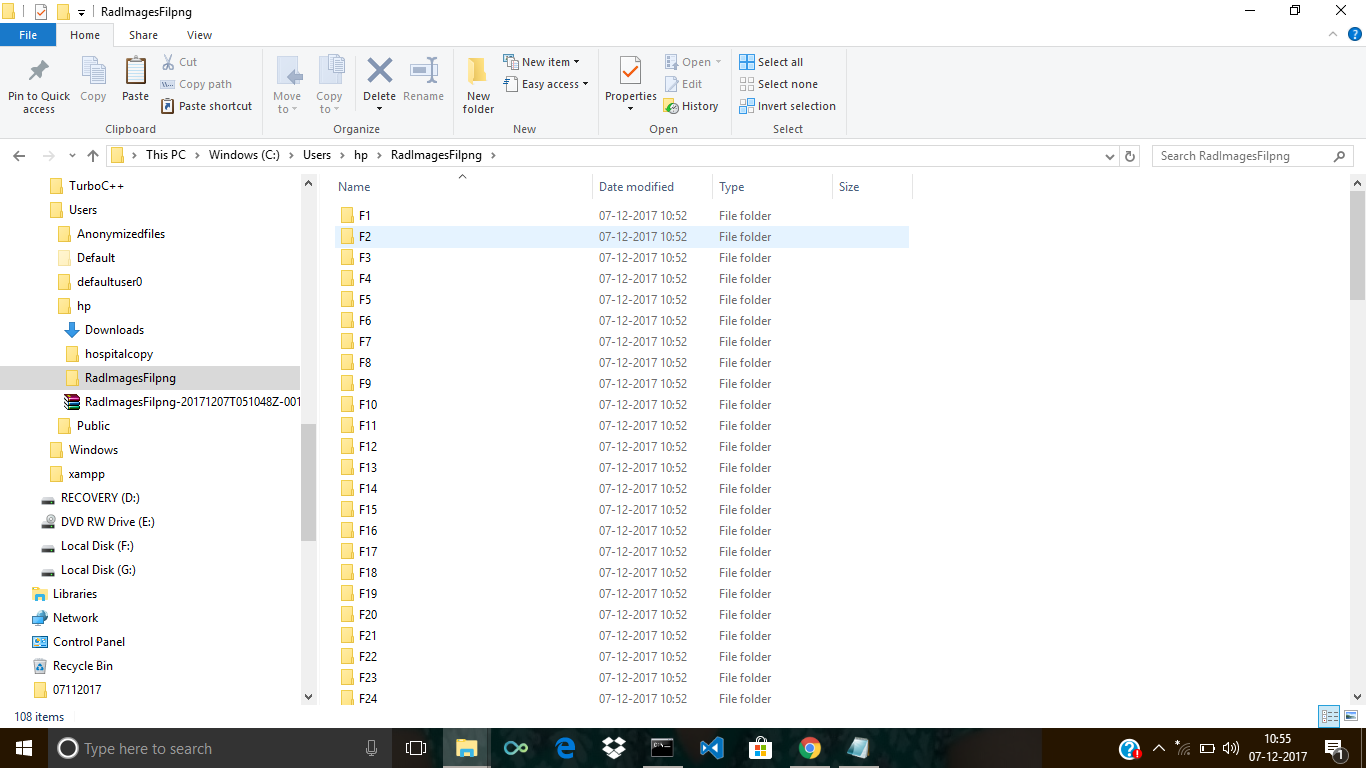 RadImagesFilpng
File Home Share View
Pin to Quick access
Copy
Paste
Cut
Copy path
Paste shortcut
Clipboard
Move to
Copy to
Delete
Rename
Organize
New folder
New item
Easy access
New
Properties
Open
Edit
History
Open
Select all
Select none
Invert selection
Select
This PC Windows (C:) Users hp RadImagesFilpng
Search RadImagesFilpng
TurboC++
Users
Anonymizedfiles
Default
defaultuser0
hp
Downloads
hospitalcopy
RadImagesFilpng
RadImagesFilpng-20171207T051048Z-001
Public
Windows
xampp
RECOVERY (D:)
DVD RW Drive (E:)
Local Disk (F:)
Local Disk (G:)
Libraries
Network
Control Panel
Recycle Bin
07112017
Name Date modified Type Size
F1 07-12-2017 10:52 File folder
F2 07-12-2017 10:52 File folder
F3 07-12-2017 10:52 File folder
F4 07-12-2017 10:52 File folder
F5 07-12-2017 10:52 File folder
F6 07-12-2017 10:52 File folder
F7 07-12-2017 10:52 File folder
F8 07-12-2017 10:52 File folder
F9 07-12-2017 10:52 File folder
F10 07-12-2017 10:52 File folder
F11 07-12-2017 10:52 File folder
F12 07-12-2017 10:52 File folder
F13 07-12-2017 10:52 File folder
F14 07-12-2017 10:52 File folder
F15 07-12-2017 10:52 File folder
F16 07-12-2017 10:52 File folder
F17 07-12-2017 10:52 File folder
F18 07-12-2017 10:52 File folder
F19 07-12-2017 10:52 File folder
F20 07-12-2017 10:52 File folder
F21 07-12-2017 10:52 File folder
F22 07-12-2017 10:52 File folder
F23 07-12-2017 10:52 File folder
F24 07-12-2017 10:52 File folder
108 items
Type here to search
10:55
07-12-2017
1